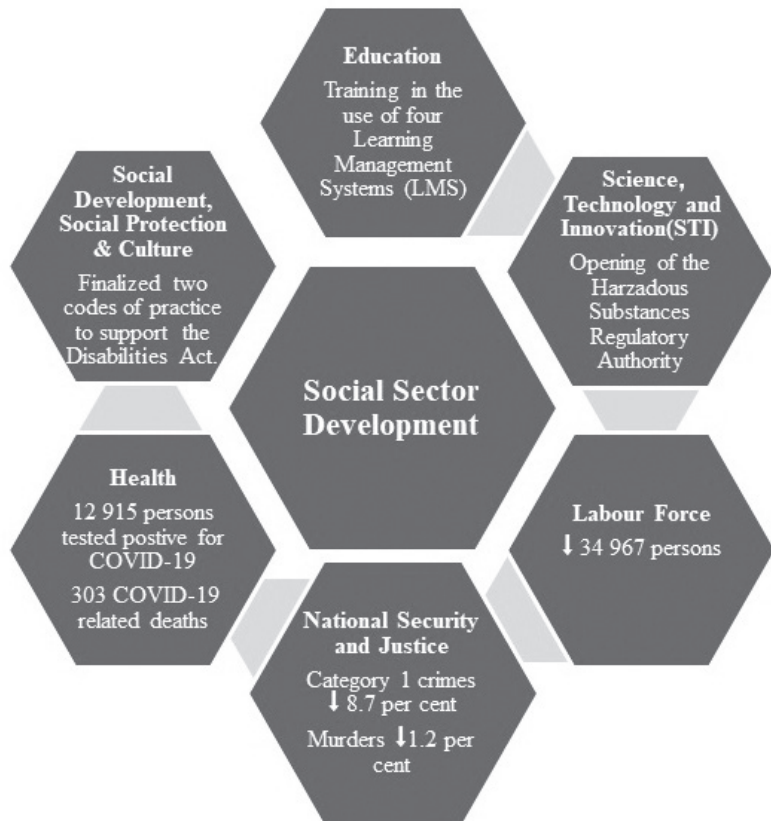 Education
Training in the
use of four
Learning
Management
Systems (LMS)
Science,
Technology and
Innovation(STI)
Opening of the
Harzadous
Substances
Regulatory
Authority
Labour Force
↓ 34 967 persons
National Security
and Justice
Category 1 crimes
↓ 8.7 per cent
Murders ↓1.2 per
cent
Health
12 915 persons
tested postive for
COVID-19
303 COVID-19
related deaths
Social
Development,
Social Protection
& Culture
Finalized two
codes of practice
to support the
Disabilities Act.
Social Sector
Development